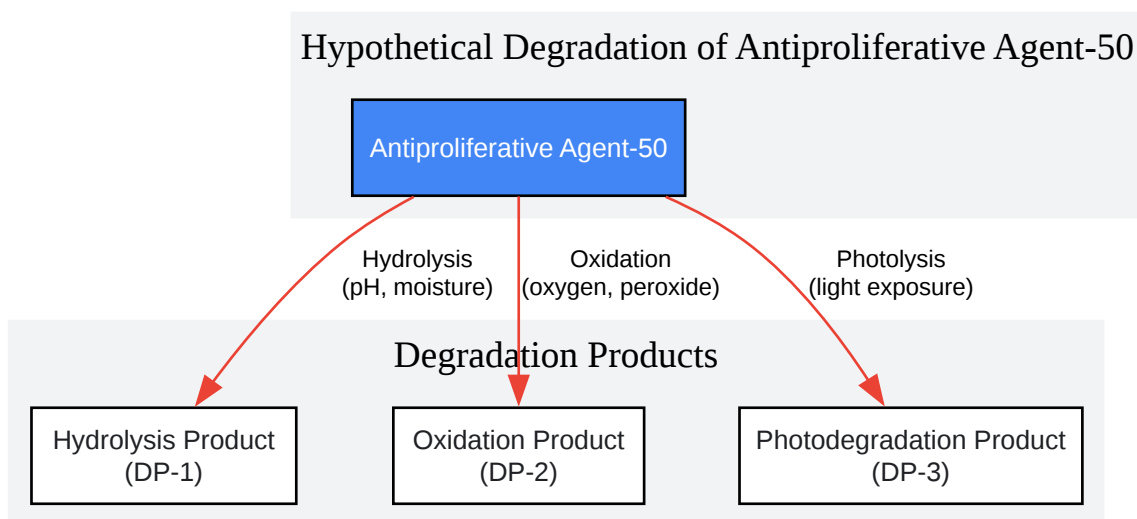 Hypothetical Degradation of Antiproliferative Agent-50
Antiproliferative Agent-50
Hydrolysis
(pH, moisture)
Oxidation
(oxygen, peroxide)
Photolysis
(light exposure)
Degradation Products
Hydrolysis Product
(DP-1)
Oxidation Product
(DP-2)
Photodegradation Product
(DP-3)